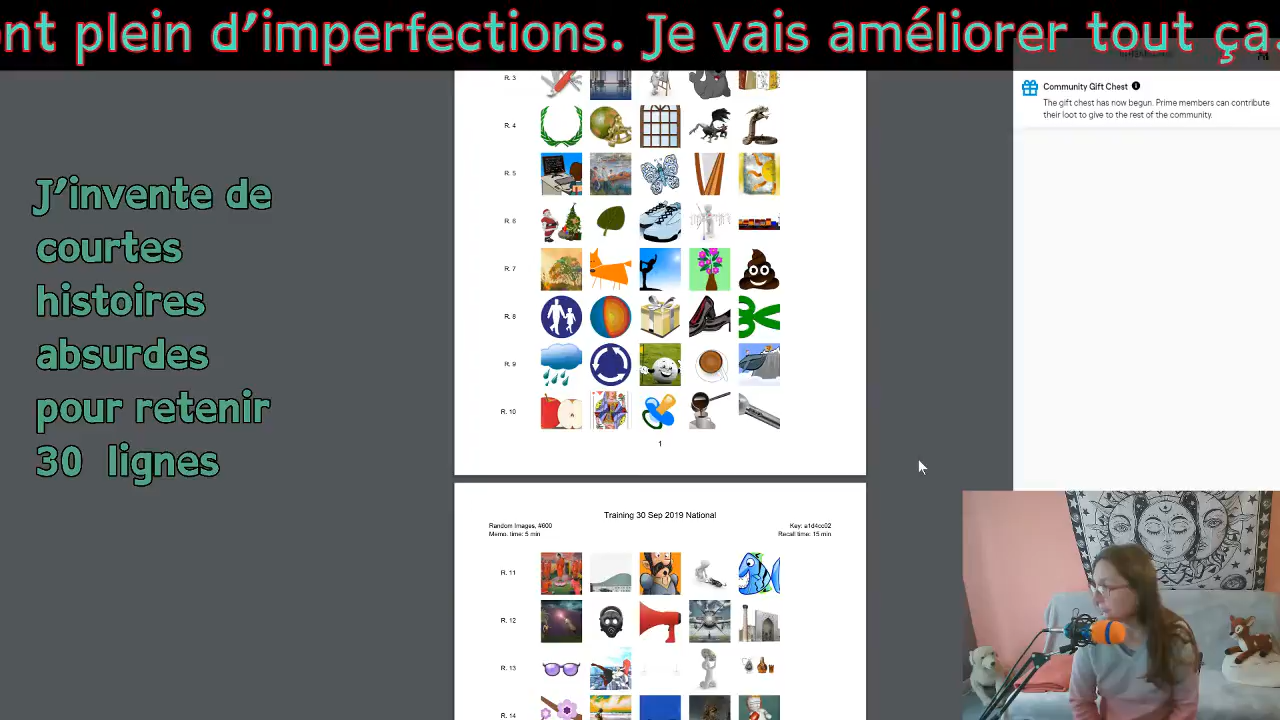 nt plein d’imperfections. Je vais améliorer tout ça.
Community Gift Chest
The gift chest has now begun. Prime members can contribute
their loot to give to the rest of the community.
J’invente de
courtes
histoires
absurdes
pour retenir
30 lignes
R. 3
R. 4
R. 5
R. 6
R. 7
R. 8
R. 9
R. 10
1
Training 30 Sep 2019 National
Random Images, #600
Key: a1d4cc02
Memo. time: 5 min
Recall time: 15 min
R. 11
R. 12
R. 13
R. 14